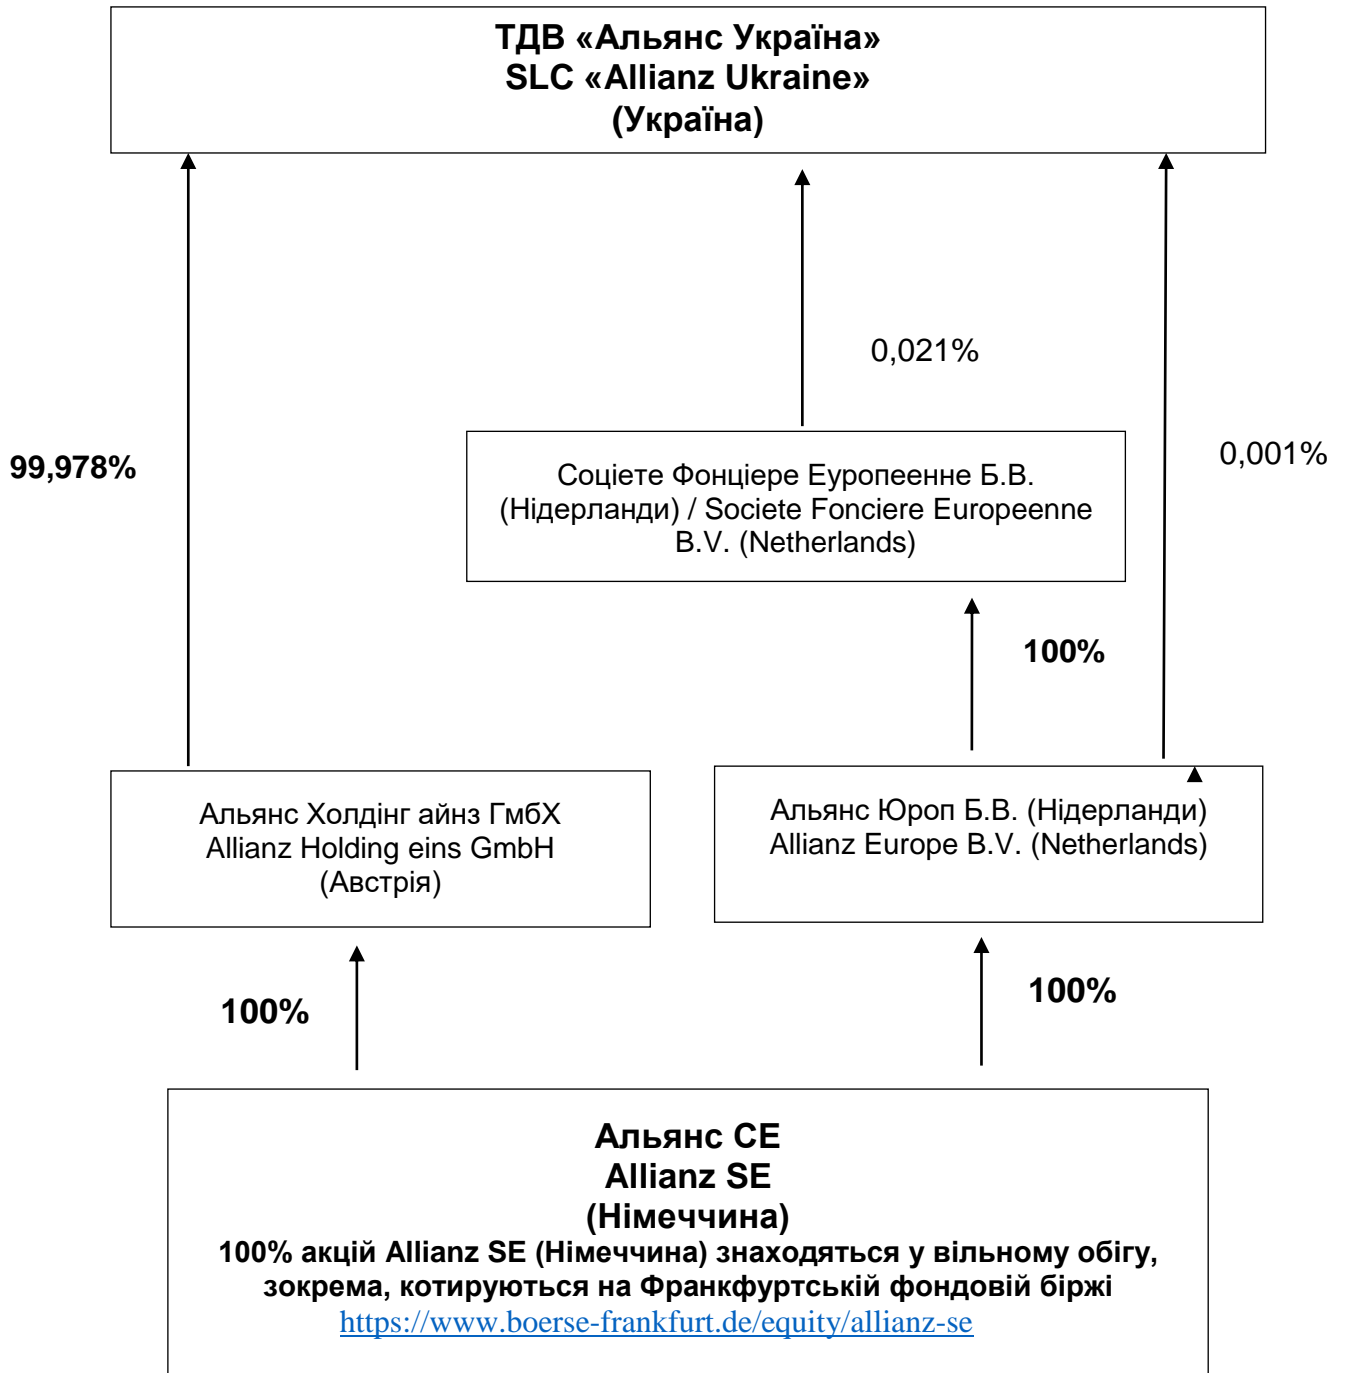 ТДВ «Альянс Україна»
SLC «Allianz Ukraine»
(Україна)
0,021%
99,978%
0,001%
Соціете Фонціере Еуропеенне Б.В.
(Нідерланди) / Societe Fonciere Europeenne
B.V. (Netherlands)
100%
Альянс Холдінг айнз ГмбХ
Allianz Holding eins GmbH
(Австрія)
Альянс Юроп Б.В. (Нідерланди)
Allianz Europe B.V. (Netherlands)
100%
100%
Альянс СЕ
Allianz SE
(Німеччина)
100% акцій Allianz SE (Німеччина) знаходяться у вільному обігу,
зокрема, котируються на Франкфуртській фондовій біржі
https://www.boerse-frankfurt.de/equity/allianz-se